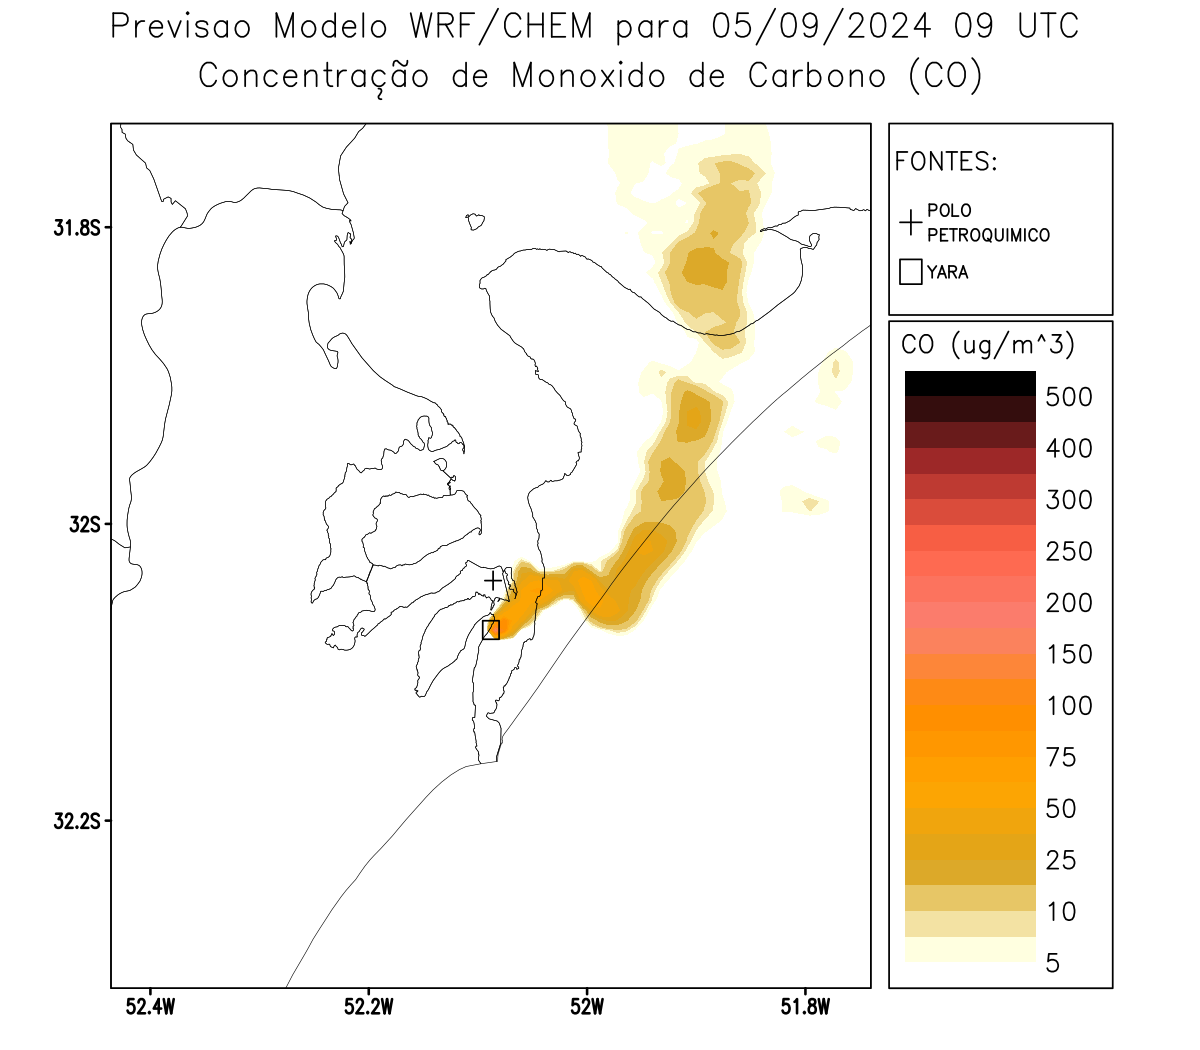 Previsao Modelo WRF/CHEM para 05/09/2024 09 UTC
Concentração de Monoxido de Carbono (CO)
FONTES:
POLO
PETROQUIMICO
YARA
CO (ug/m^3)
500
400
300
250
200
150
100
75
50
25
10
5
31.8S
32S
32.2S
52.4W
52.2W
52W
51.8W